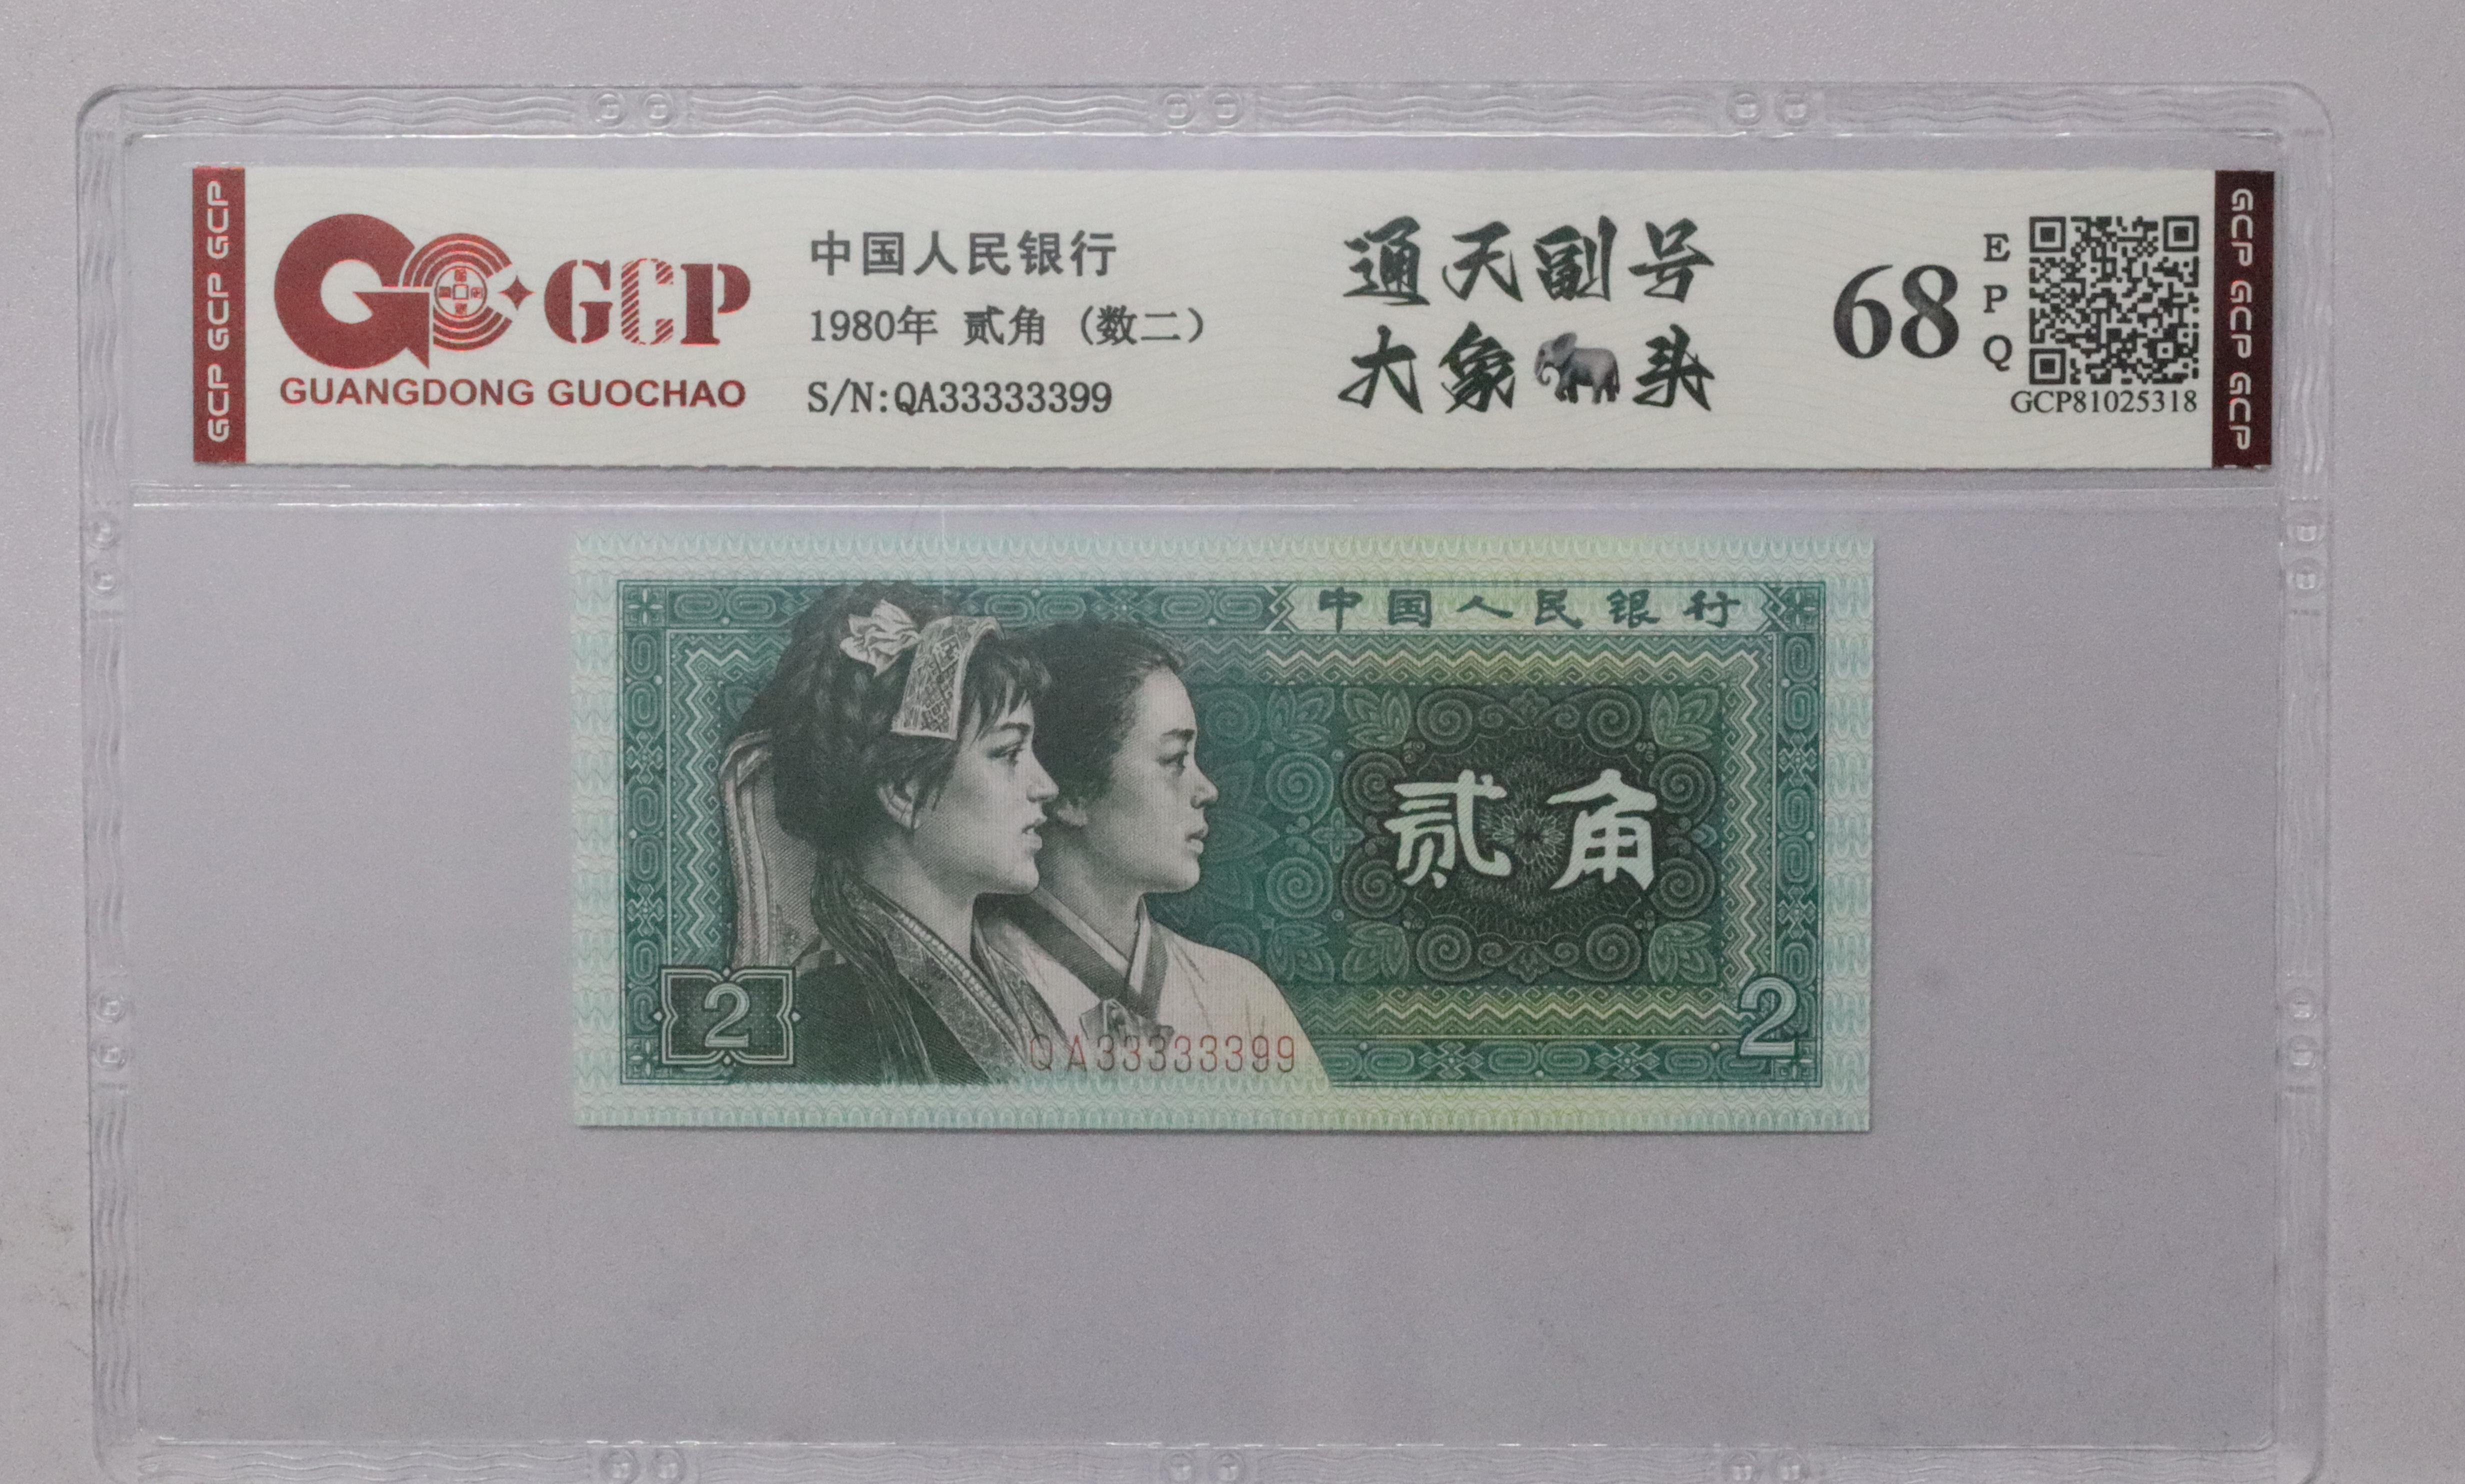 GCP GCP GCP
GCP
GUANGDONG GUOCHAO
中国人民银行
1980年 贰角 (数二)
S/N:QA33333399
通天副号
大象🐘头
68
E
P
Q
GCP81025318
GCP GCP GCP
中国人民银行
贰角
2
2
QA33333399